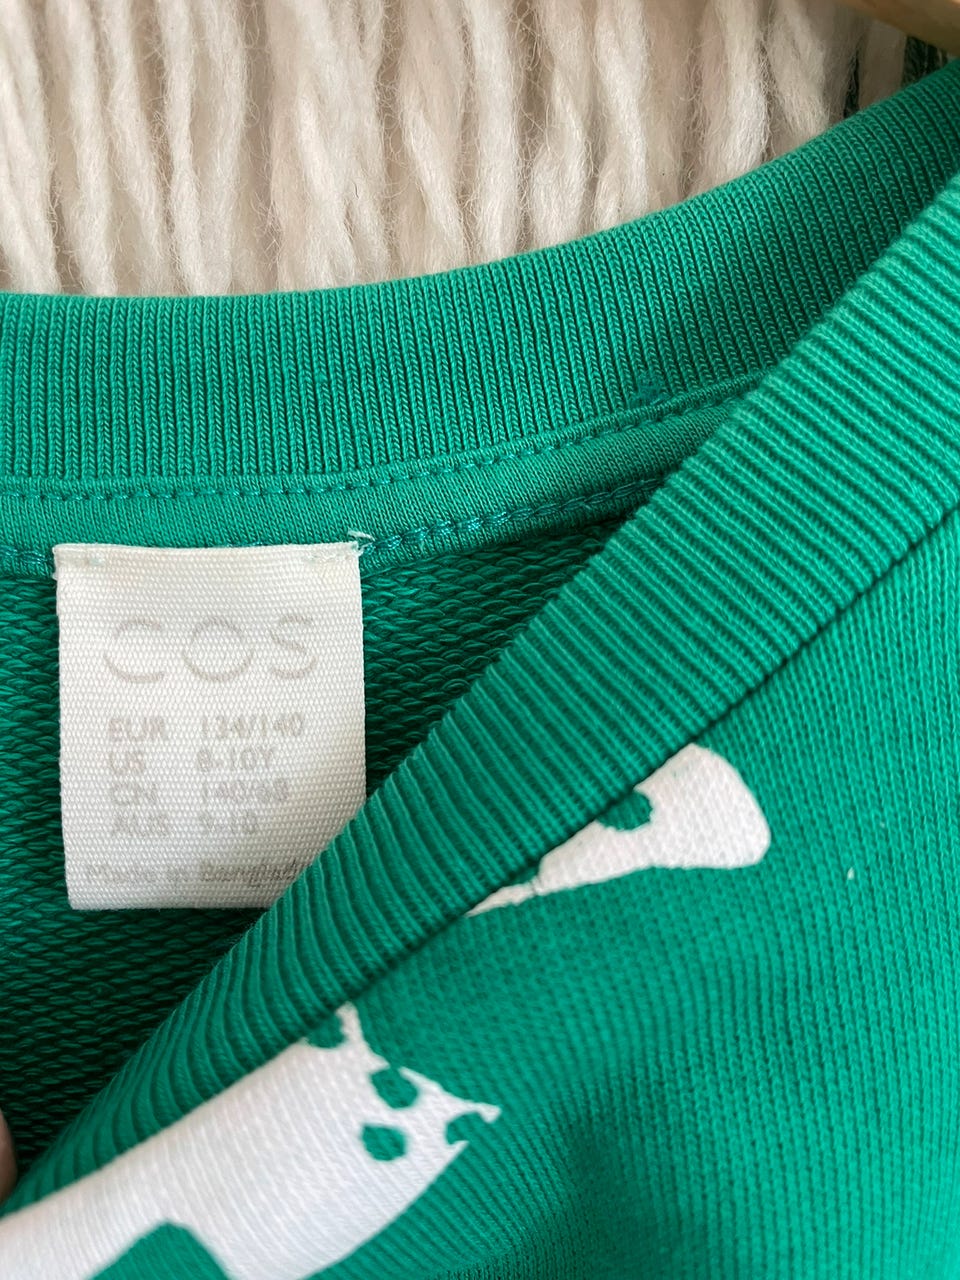 COS
EUR 134/140
US 8-10Y
CN 140/68
AUS 9-10
Made in